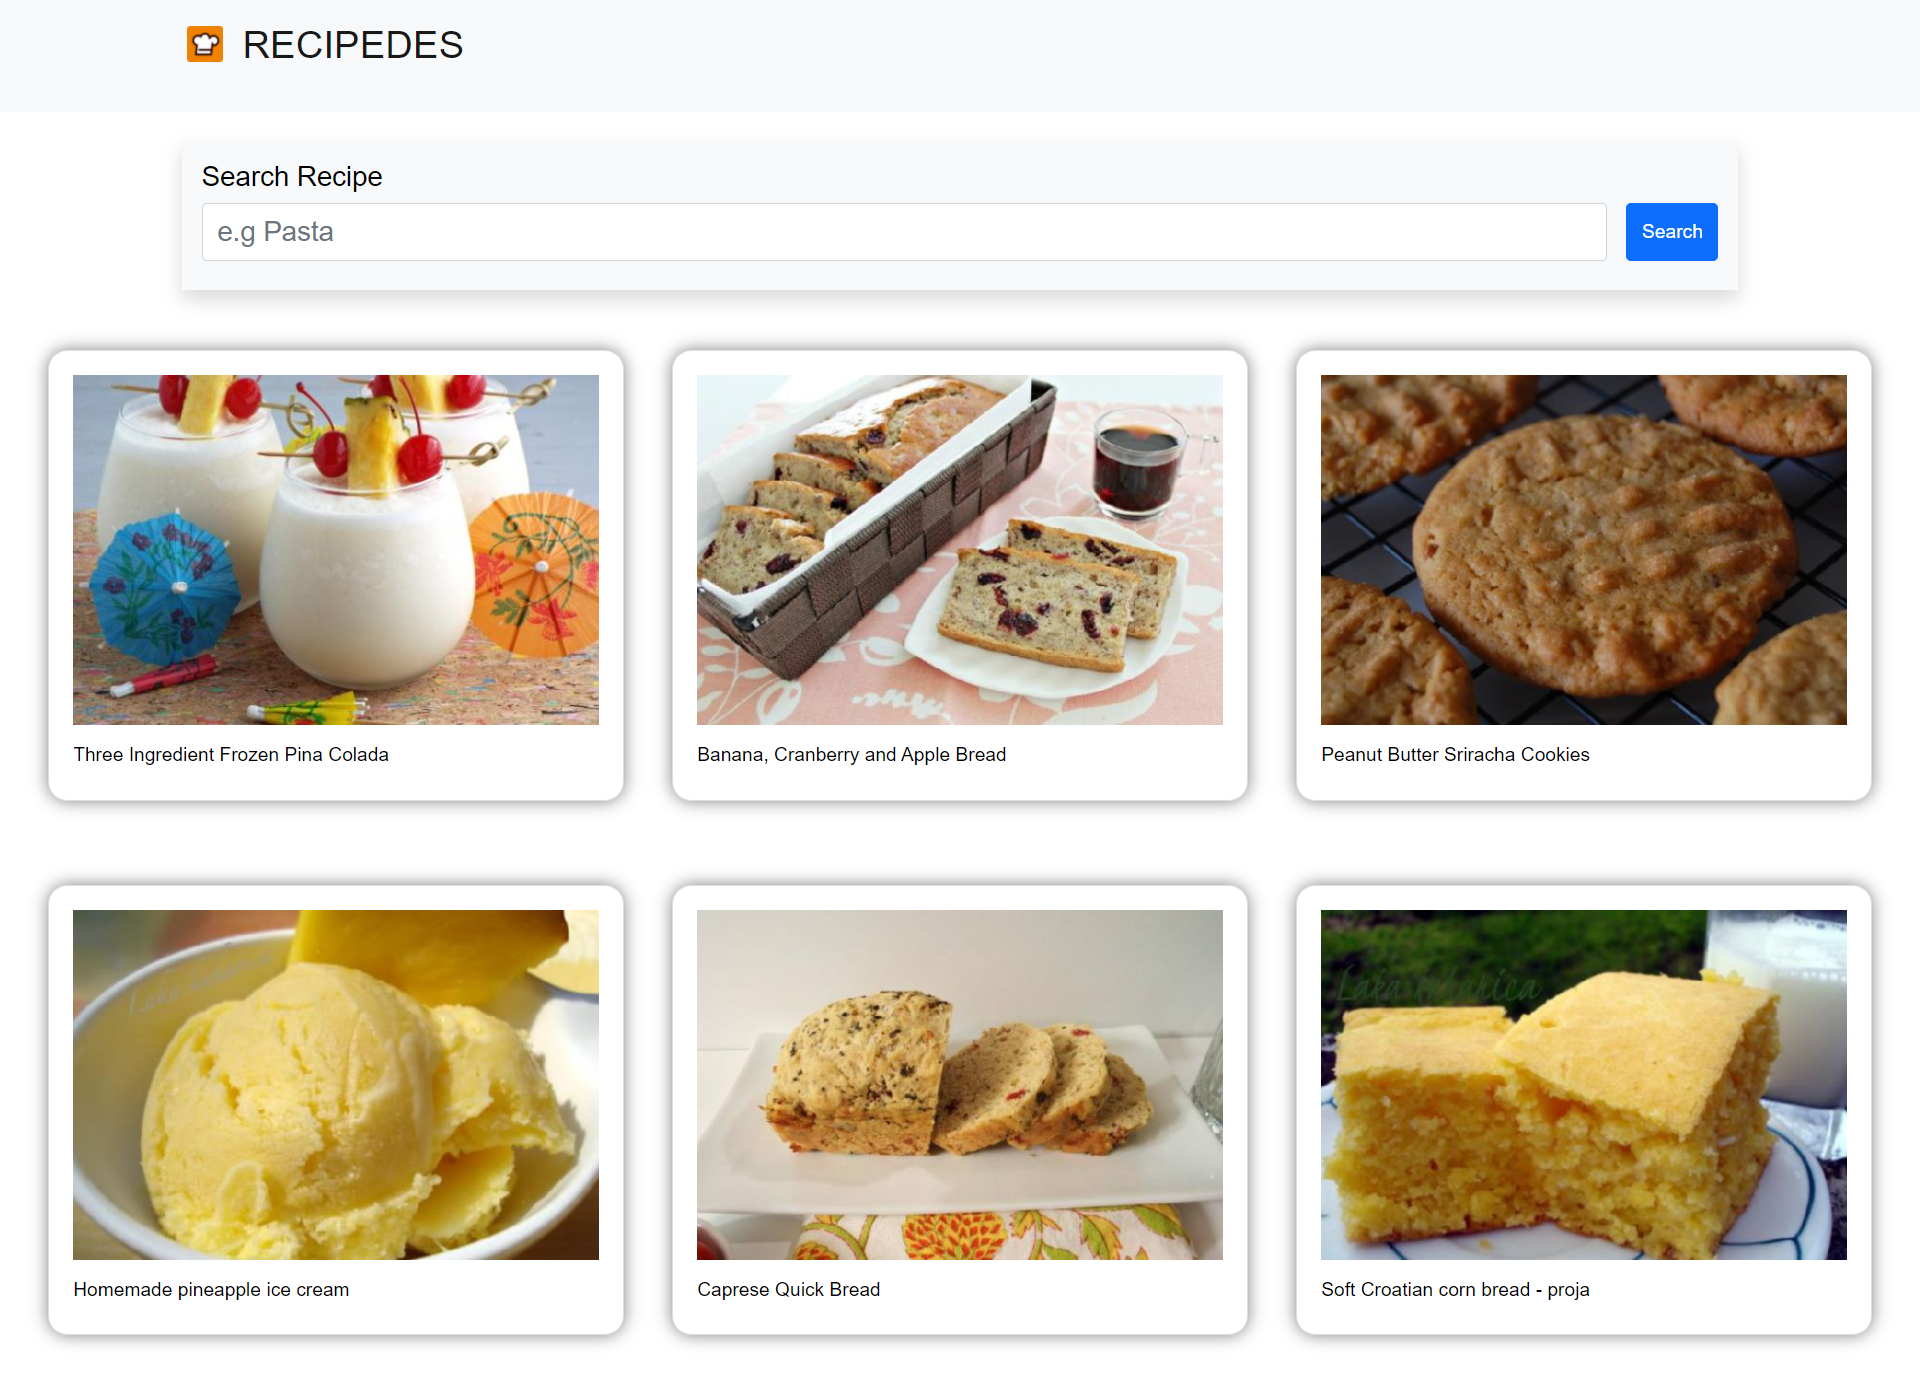 RECIPEDES
Search Recipe
e.g Pasta
Search
Three Ingredient Frozen Pina Colada
Banana, Cranberry and Apple Bread
Peanut Butter Sriracha Cookies
Homemade pineapple ice cream
Caprese Quick Bread
Soft Croatian corn bread - proja